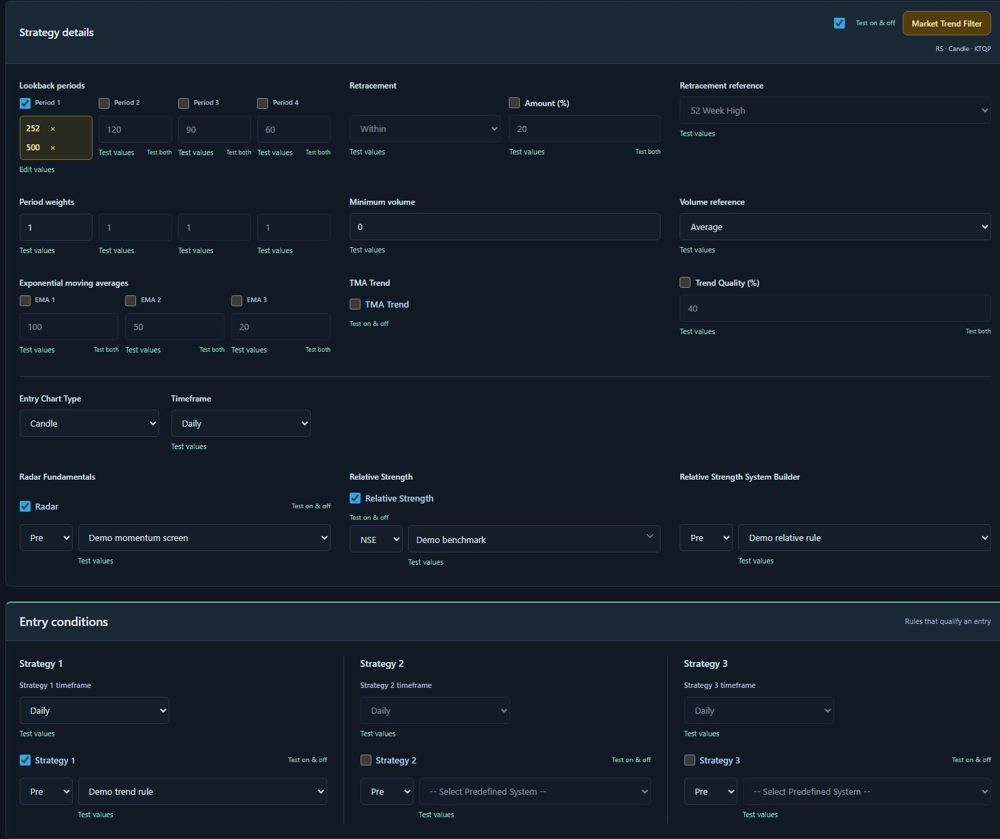 Strategy details
Test on & off
Market Trend Filter
RS · Candle · KTQP
Lookback periods
Retracement
Retracement reference
Period 1
Period 2
Period 3
Period 4
Amount (%)
252 ×
500 ×
120
90
60
Within
20
52 Week High
Test values
Test both
Test values
Test both
Test values
Test both
Test values
Test values
Test both
Test values
Edit values
Period weights
Minimum volume
Volume reference
1
1
1
1
0
Average
Test values
Test values
Test values
Test values
Test values
Test values
Exponential moving averages
TMA Trend
Trend Quality (%)
EMA 1
EMA 2
EMA 3
TMA Trend
100
50
20
40
Test on & off
Test values
Test both
Test values
Test both
Test values
Test both
Test values
Test both
Entry Chart Type
Timeframe
Candle
Daily
Test values
Radar Fundamentals
Relative Strength
Relative Strength System Builder
Radar
Test on & off
Relative Strength
Test on & off
Pre
Demo momentum screen
NSE
Demo benchmark
Pre
Demo relative rule
Test values
Test values
Test values
Entry conditions
Rules that qualify an entry
Strategy 1
Strategy 2
Strategy 3
Strategy 1 timeframe
Strategy 2 timeframe
Strategy 3 timeframe
Daily
Daily
Daily
Test values
Test values
Test values
Strategy 1
Test on & off
Strategy 2
Test on & off
Strategy 3
Test on & off
Pre
Demo trend rule
Pre
-- Select Predefined System --
Pre
-- Select Predefined System --
Test values
Test values
Test values